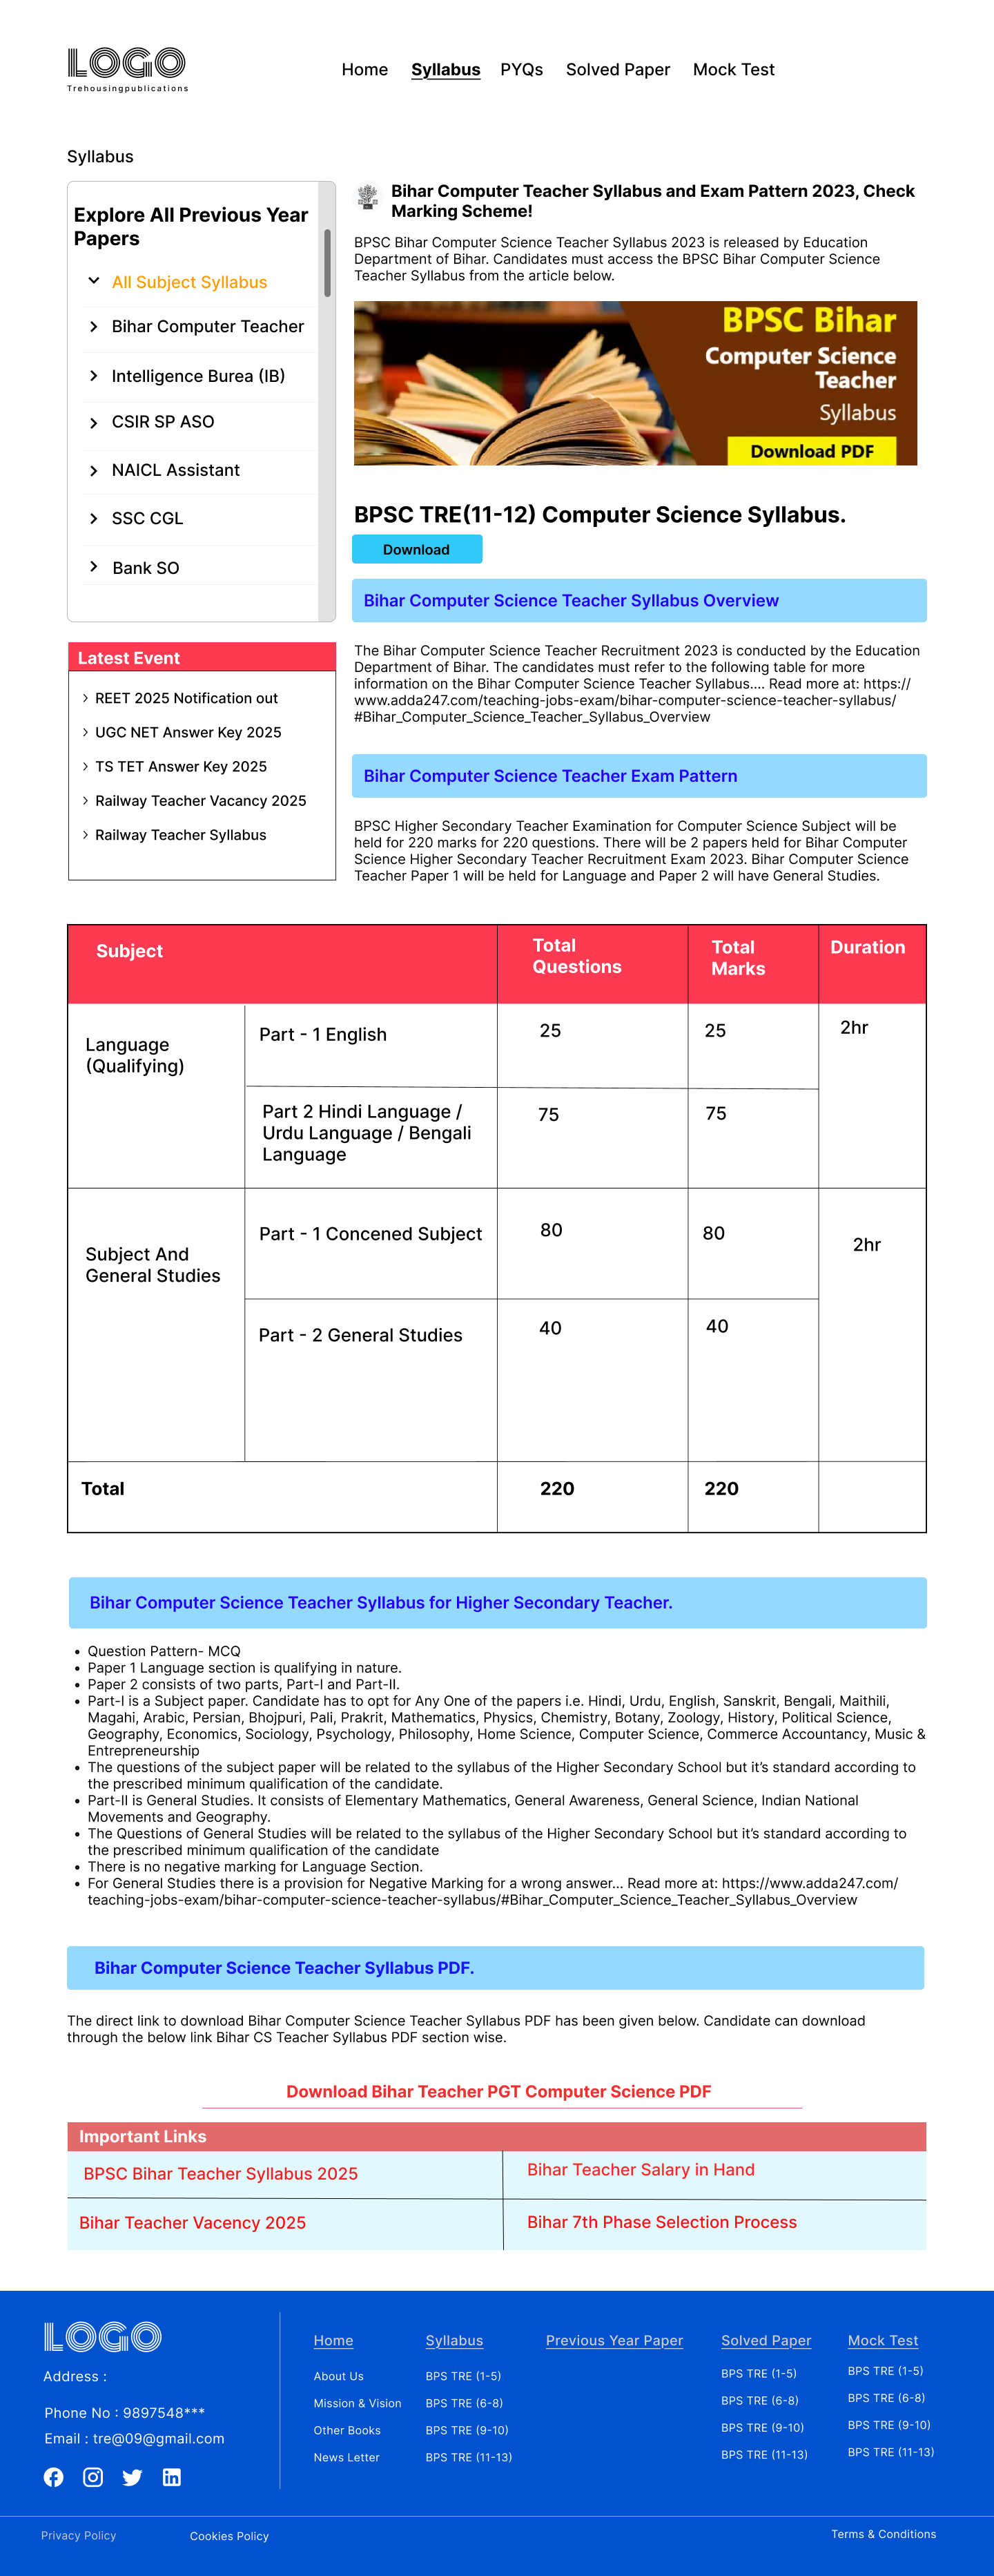 LOGO
Trehousingpublications
Home Syllabus PYQs Solved Paper Mock Test
Syllabus
Explore All Previous Year
Papers
All Subject Syllabus
Bihar Computer Teacher
Intelligence Burea (IB)
CSIR SP ASO
NAICL Assistant
SSC CGL
Bank SO
Latest Event
REET 2025 Notification out
UGC NET Answer Key 2025
TS TET Answer Key 2025
Railway Teacher Vacancy 2025
Railway Teacher Syllabus
Bihar Computer Teacher Syllabus and Exam Pattern 2023, Check
Marking Scheme!
BPSC Bihar Computer Science Teacher Syllabus 2023 is released by Education
Department of Bihar. Candidates must access the BPSC Bihar Computer Science
Teacher Syllabus from the article below.
BPSC Bihar
Computer Science
Teacher
Syllabus
Download PDF
BPSC TRE(11-12) Computer Science Syllabus.
Download
Bihar Computer Science Teacher Syllabus Overview
The Bihar Computer Science Teacher Recruitment 2023 is conducted by the Education
Department of Bihar. The candidates must refer to the following table for more
information on the Bihar Computer Science Teacher Syllabus.... Read more at: https://
www.adda247.com/teaching-jobs-exam/bihar-computer-science-teacher-syllabus/
#Bihar_Computer_Science_Teacher_Syllabus_Overview
Bihar Computer Science Teacher Exam Pattern
BPSC Higher Secondary Teacher Examination for Computer Science Subject will be
held for 220 marks for 220 questions. There will be 2 papers held for Bihar Computer
Science Higher Secondary Teacher Recruitment Exam 2023. Bihar Computer Science
Teacher Paper 1 will be held for Language and Paper 2 will have General Studies.
Subject
Total
Questions
Total
Marks
Duration
Language
(Qualifying)
Part - 1 English
25
25
2hr
Part 2 Hindi Language /
Urdu Language / Bengali
Language
75
75
Subject And
General Studies
Part - 1 Concened Subject
80
80
2hr
Part - 2 General Studies
40
40
Total
220
220
Bihar Computer Science Teacher Syllabus for Higher Secondary Teacher.
• Question Pattern- MCQ
• Paper 1 Language section is qualifying in nature.
• Paper 2 consists of two parts, Part-I and Part-II.
• Part-I is a Subject paper. Candidate has to opt for Any One of the papers i.e. Hindi, Urdu, English, Sanskrit, Bengali, Maithili,
Magahi, Arabic, Persian, Bhojpuri, Pali, Prakrit, Mathematics, Physics, Chemistry, Botany, Zoology, History, Political Science,
Geography, Economics, Sociology, Psychology, Philosophy, Home Science, Computer Science, Commerce Accountancy, Music &
Entrepreneurship
• The questions of the subject paper will be related to the syllabus of the Higher Secondary School but it's standard according to
the prescribed minimum qualification of the candidate.
• Part-II is General Studies. It consists of Elementary Mathematics, General Awareness, General Science, Indian National
Movements and Geography.
• The Questions of General Studies will be related to the syllabus of the Higher Secondary School but it's standard according to
the prescribed minimum qualification of the candidate
• There is no negative marking for Language Section.
• For General Studies there is a provision for Negative Marking for a wrong answer... Read more at: https://www.adda247.com/
teaching-jobs-exam/bihar-computer-science-teacher-syllabus/#Bihar_Computer_Science_Teacher_Syllabus_Overview
Bihar Computer Science Teacher Syllabus PDF.
The direct link to download Bihar Computer Science Teacher Syllabus PDF has been given below. Candidate can download
through the below link Bihar CS Teacher Syllabus PDF section wise.
Download Bihar Teacher PGT Computer Science PDF
Important Links
BPSC Bihar Teacher Syllabus 2025
Bihar Teacher Salary in Hand
Bihar Teacher Vacency 2025
Bihar 7th Phase Selection Process
LOGO
Address :
Phone No : 9897548***
Email : tre@09@gmail.com
Home
About Us
Mission & Vision
Other Books
News Letter
Syllabus
BPS TRE (1-5)
BPS TRE (6-8)
BPS TRE (9-10)
BPS TRE (11-13)
Previous Year Paper
Solved Paper
BPS TRE (1-5)
BPS TRE (6-8)
BPS TRE (9-10)
BPS TRE (11-13)
Mock Test
BPS TRE (1-5)
BPS TRE (6-8)
BPS TRE (9-10)
BPS TRE (11-13)
Privacy Policy
Cookies Policy
Terms & Conditions